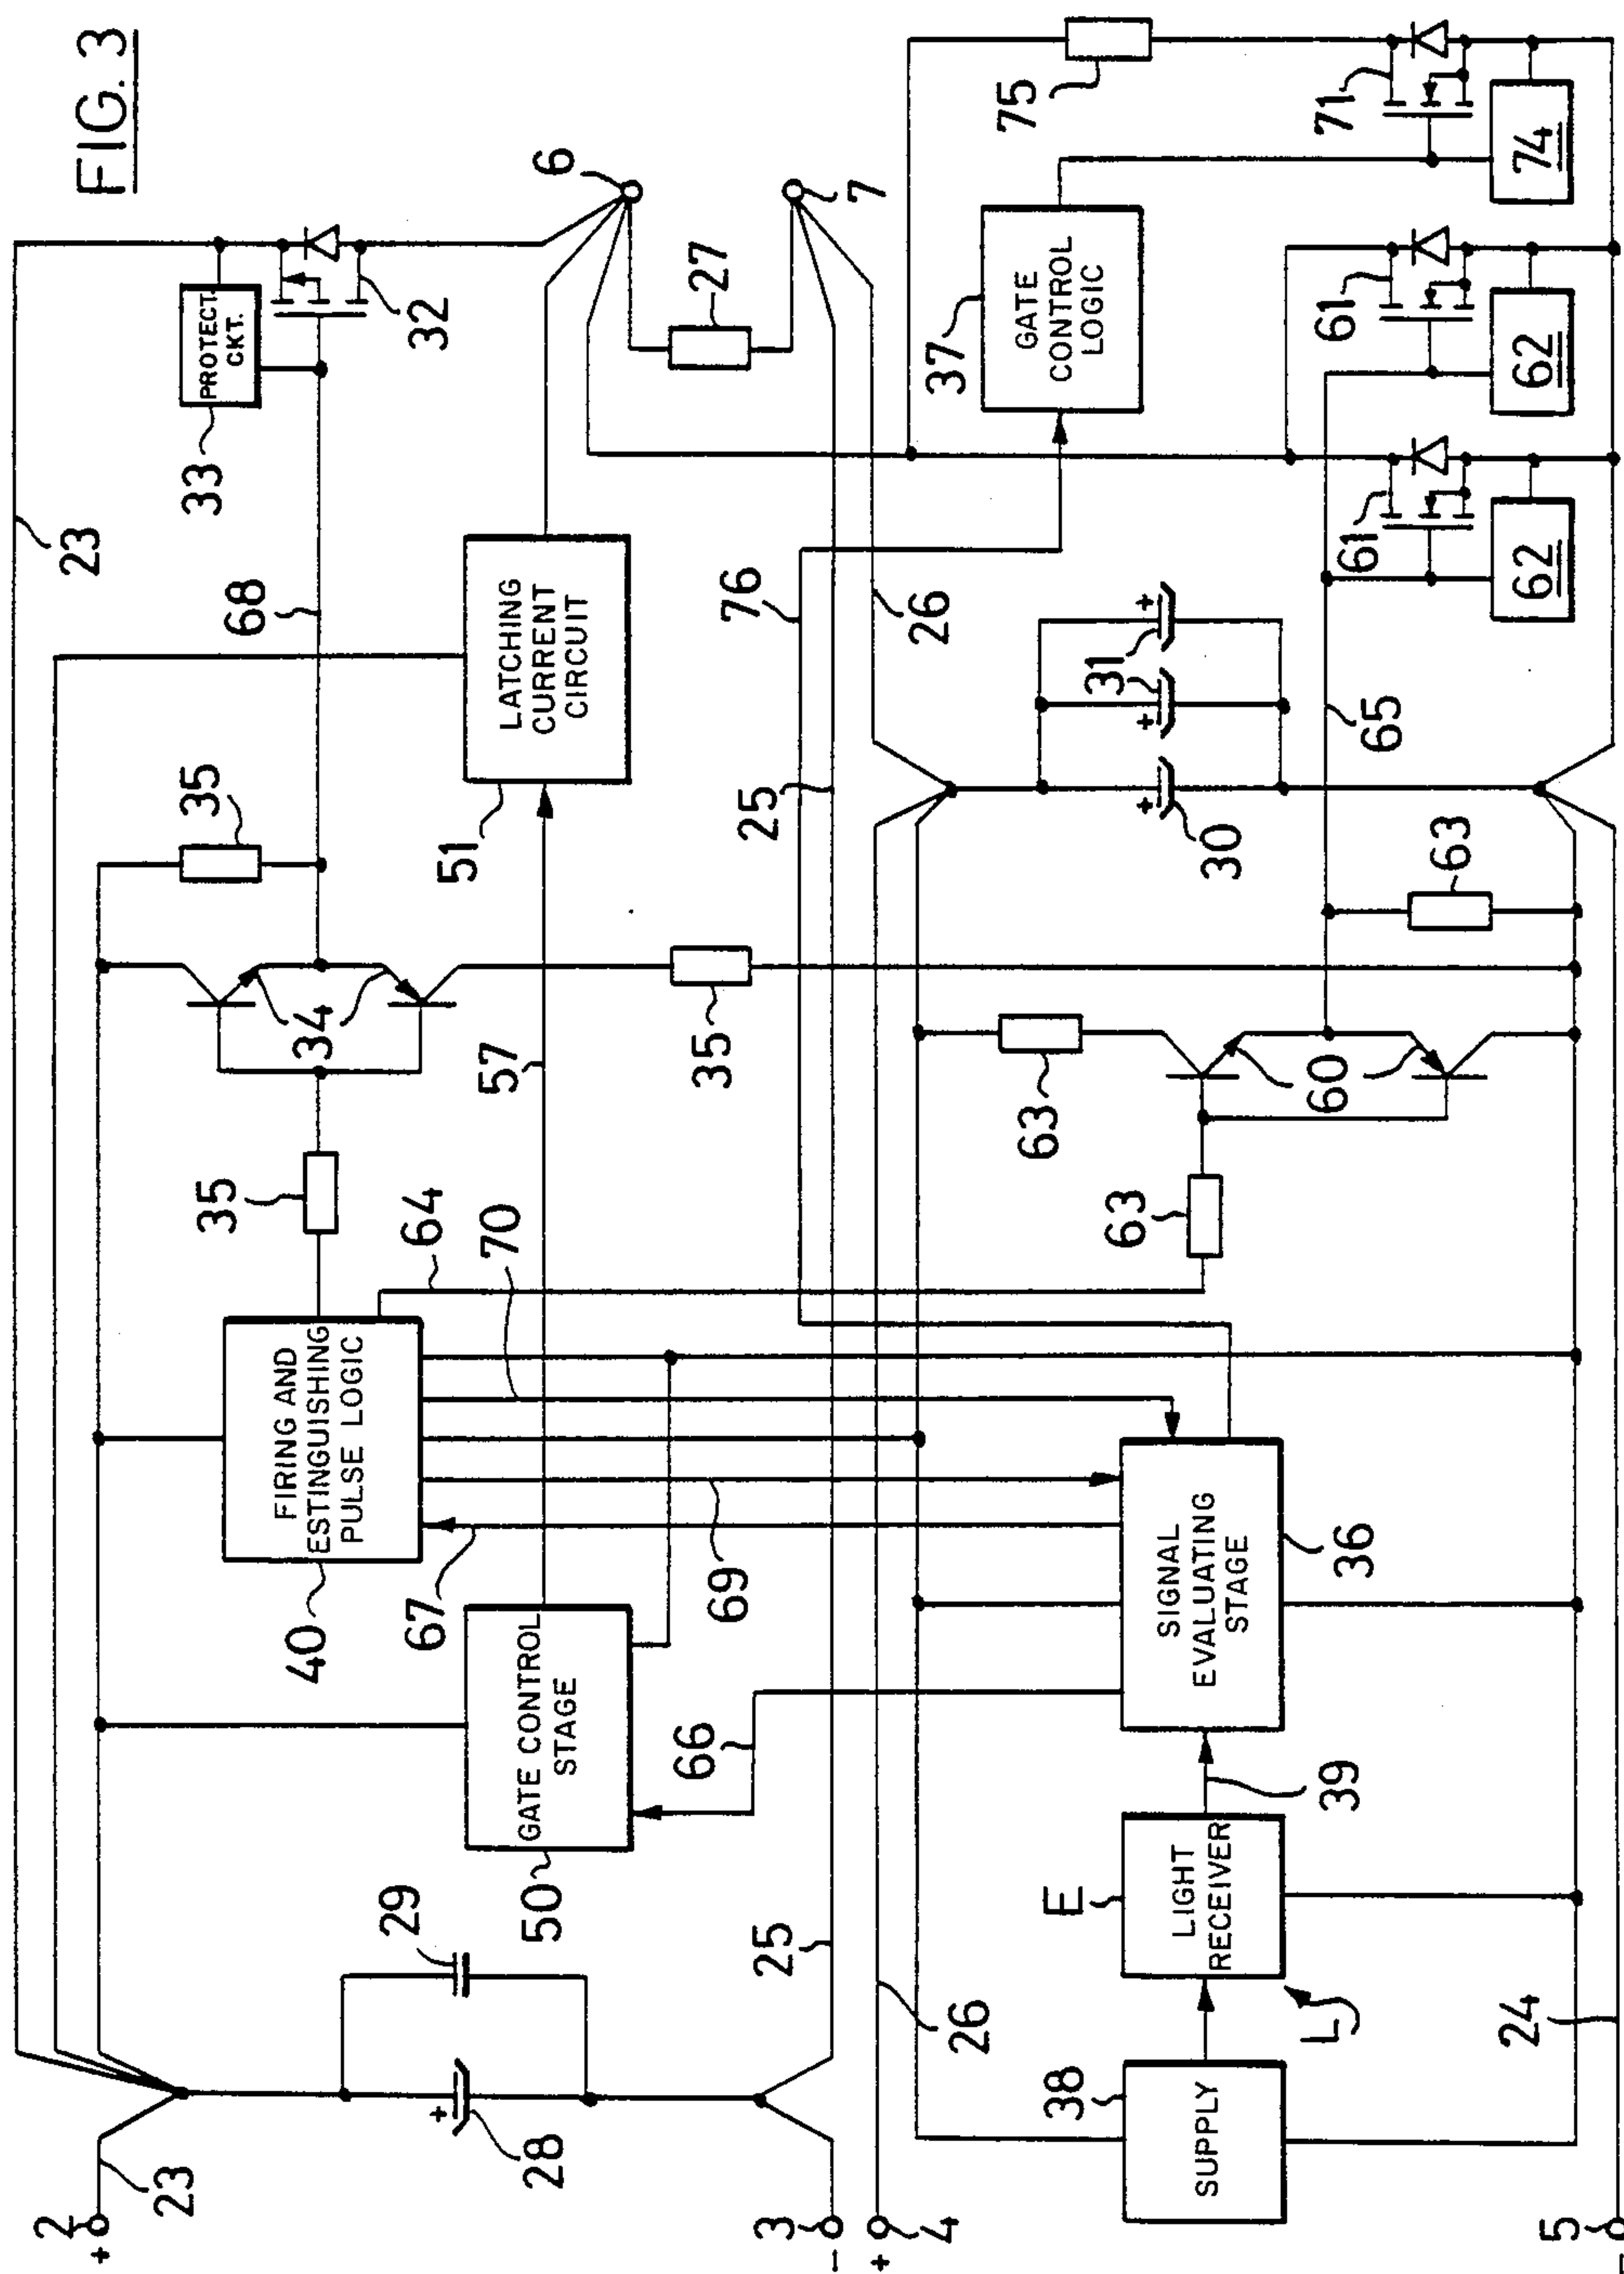 FIG. 3
23
2
+
23
28
+
29
3
-
25
4
+
26
5
-
24
38
SUPPLY
L
E
LIGHT
RECEIVER
39
36
SIGNAL
EVALUATING
STAGE
66
50
GATE CONTROL
STAGE
40
FIRING AND
ESTINGUISHING
PULSE LOGIC
67
69
70
64
57
35
34
35
35
68
63
63
60
63
65
51
LATCHING
CURRENT
CIRCUIT
33
PROTECT.
CKT.
32
6
7
27
25
26
76
30
+
31
+
+
37
GATE
CONTROL
LOGIC
61
62
61
62
71
74
75